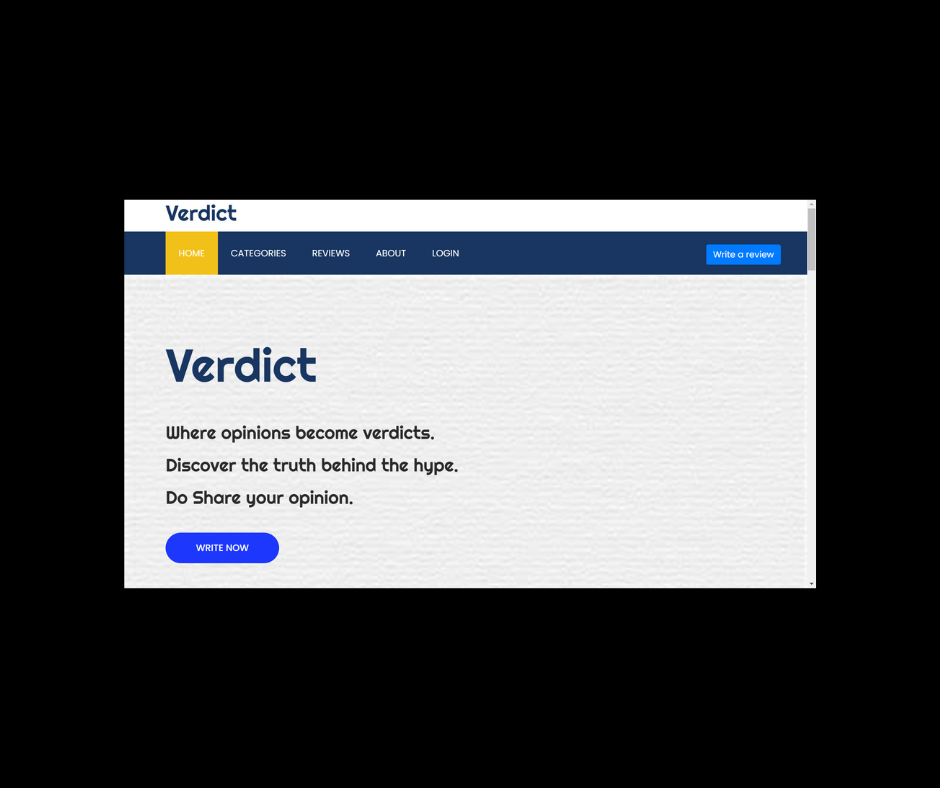 Verdict
HOME CATEGORIES REVIEWS ABOUT LOGIN Write a review
Verdict
Where opinions become verdicts.
Discover the truth behind the hype.
Do Share your opinion.
WRITE NOW